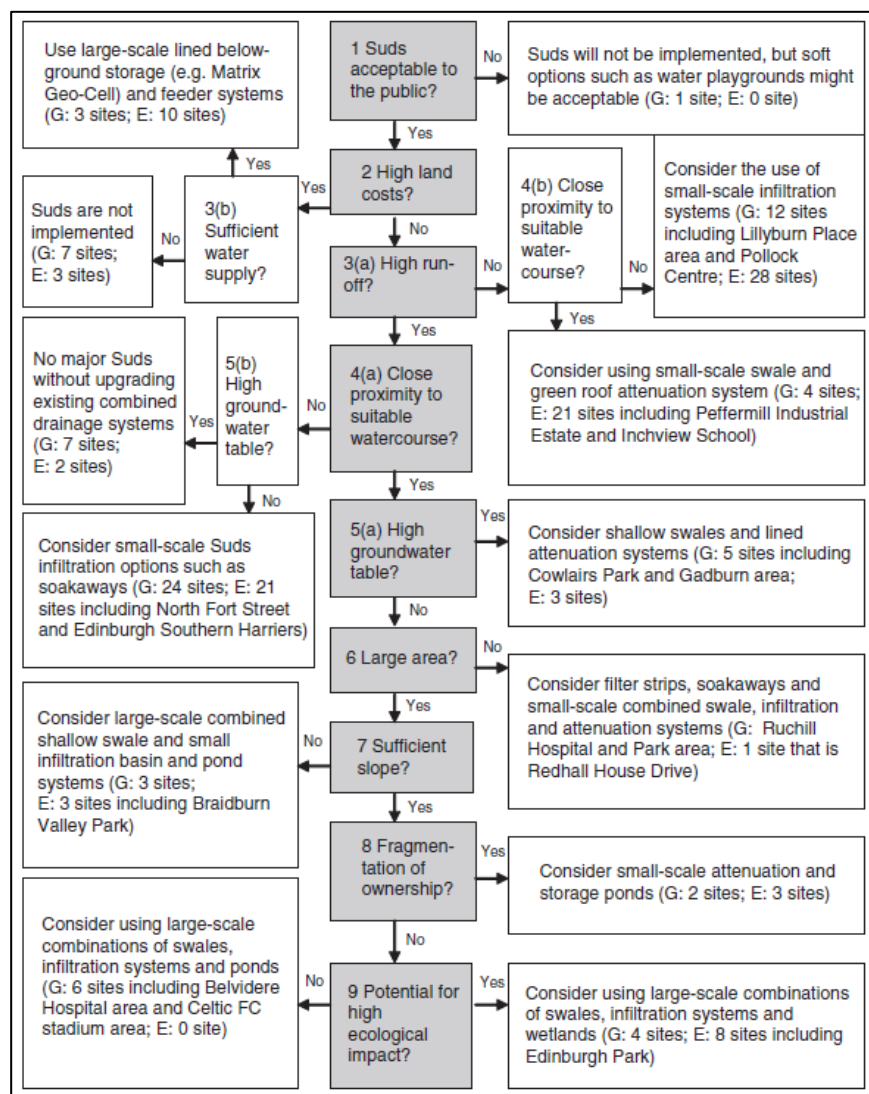 Use large-scale lined below-
ground storage (e.g. Matrix
Geo-Cell) and feeder systems
(G: 3 sites; E: 10 sites)
1 Suds
acceptable to
the public?
No
Suds will not be implemented, but soft
options such as water playgrounds might
be acceptable (G: 1 site; E: 0 site)
Yes
Yes
2 High land
costs?
Yes
No
3(b)
Sufficient
water
supply?
No
Suds are not
implemented
(G: 7 sites;
E: 3 sites)
3(a) High run-
off?
No
4(b) Close
proximity to
suitable
water-
course?
No
Consider the use of
small-scale infiltration
systems (G: 12 sites
including Lillyburn Place
area and Pollock
Centre; E: 28 sites)
Yes
Yes
Consider using small-scale swale and
green roof attenuation system (G: 4 sites;
E: 21 sites including Peffermill Industrial
Estate and Inchview School)
4(a) Close
proximity to
suitable
watercourse?
No
5(b)
High
ground-
water
table?
Yes
No major Suds
without upgrading
existing combined
drainage systems
(G: 7 sites;
E: 2 sites)
No
Consider small-scale Suds
infiltration options such as
soakaways (G: 24 sites; E: 21
sites including North Fort Street
and Edinburgh Southern Harriers)
Yes
5(a) High
groundwater
table?
Yes
Consider shallow swales and lined
attenuation systems (G: 5 sites including
Cowlairs Park and Gadburn area;
E: 3 sites)
No
6 Large area?
No
Consider filter strips, soakaways and
small-scale combined swale, infiltration
and attenuation systems (G: Ruchill
Hospital and Park area; E: 1 site that is
Redhall House Drive)
Yes
7 Sufficient
slope?
No
Consider large-scale combined
shallow swale and small
infiltration basin and pond
systems (G: 3 sites;
E: 3 sites including Braidburn
Valley Park)
Yes
8 Fragmen-
tation of
ownership?
Yes
Consider small-scale attenuation and
storage ponds (G: 2 sites; E: 3 sites)
No
9 Potential for
high
ecological
impact?
No
Consider using large-scale
combinations of swales,
infiltration systems and ponds
(G: 6 sites including Belvidere
Hospital area and Celtic FC
stadium area; E: 0 site)
Yes
Consider using large-scale combinations
of swales, infiltration systems and
wetlands (G: 4 sites; E: 8 sites including
Edinburgh Park)